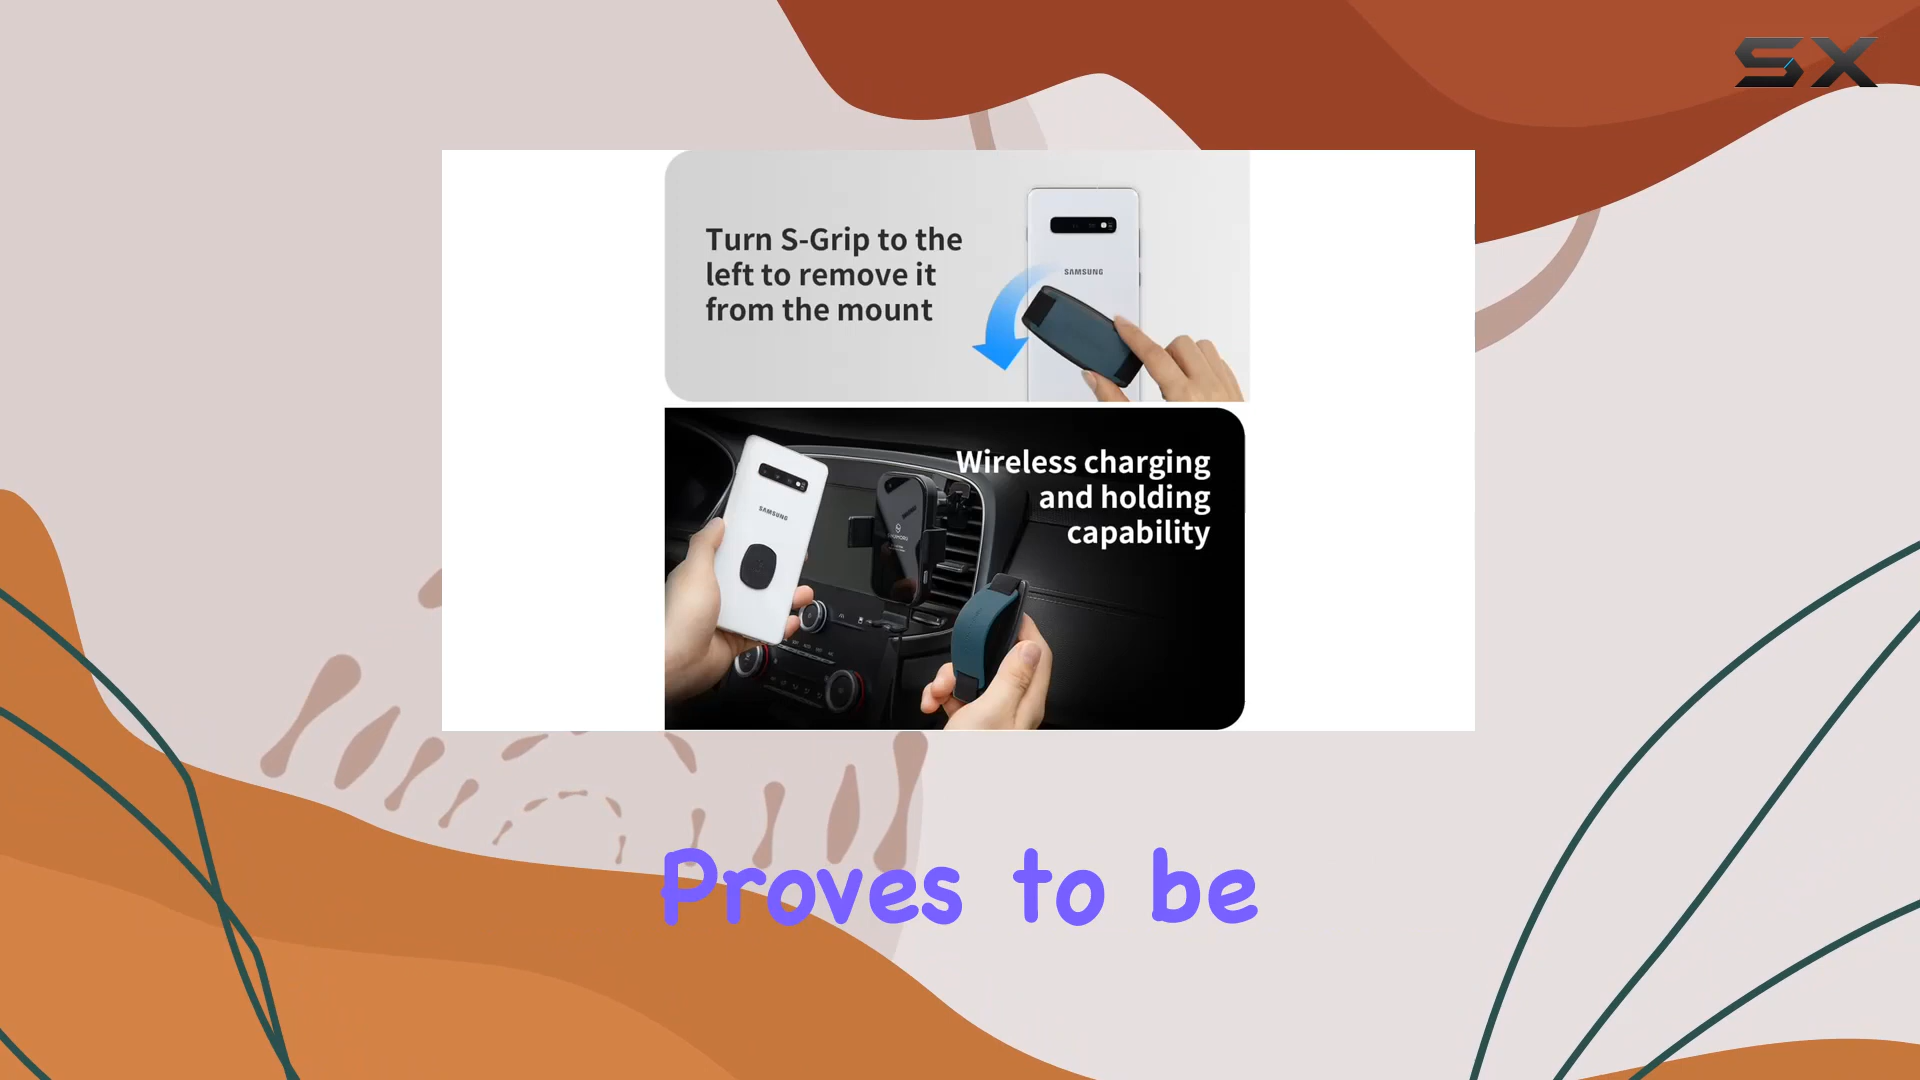 SX
Turn S-Grip to the
left to remove it
from the mount
SAMSUNG
Wireless charging
and holding
capability
SAMSUNG
Proves to be